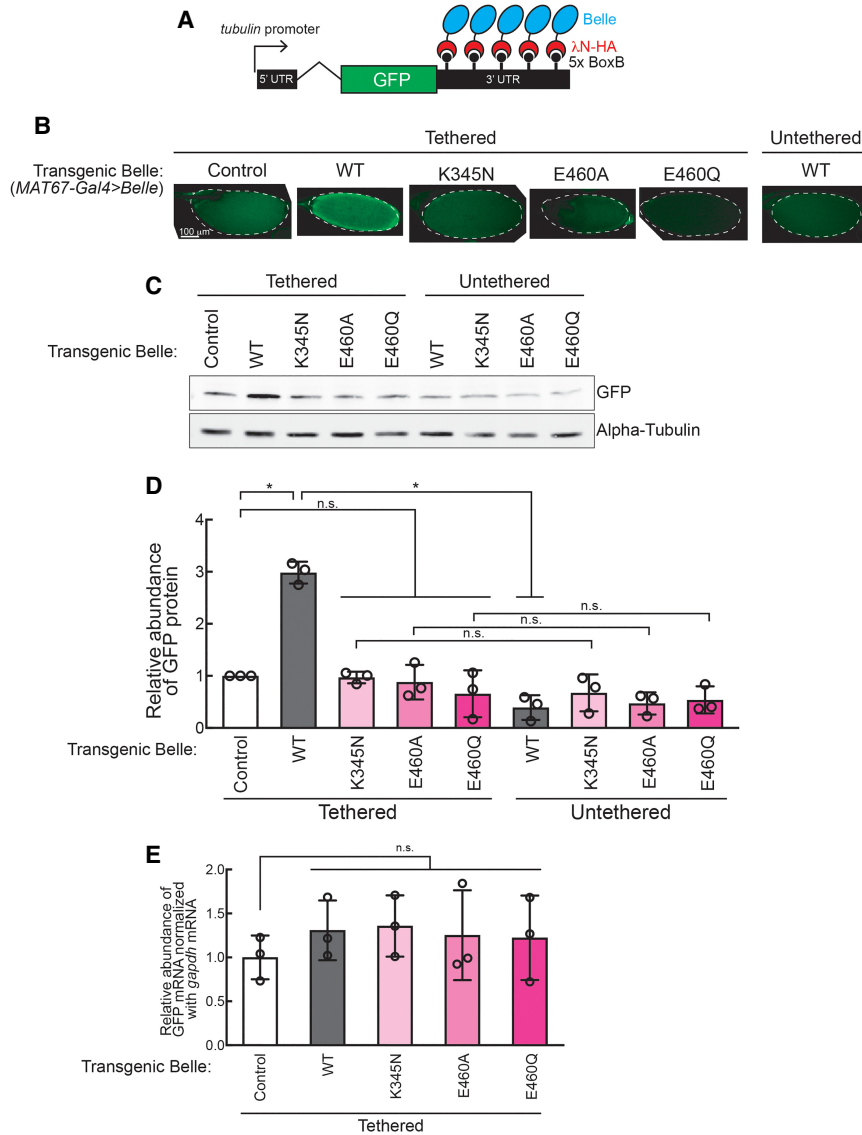 A
tubulin promoter
Belle
λN-HA
5x BoxB
5' UTR
GFP
3' UTR
B
Tethered
Untethered
Transgenic Belle:
(MAT67-Gal4>Belle)
Control
WT
K345N
E460A
E460Q
WT
100 µm
C
Tethered
Untethered
Transgenic Belle:
Control
WT
K345N
E460A
E460Q
WT
K345N
E460A
E460Q
GFP
Alpha-Tubulin
D
*
*
n.s.
n.s.
n.s.
n.s.
Relative abundance
of GFP protein
4
3
2
1
0
Transgenic Belle:
Control
WT
K345N
E460A
E460Q
WT
K345N
E460A
E460Q
Tethered
Untethered
E
n.s.
Relative abundance of
GFP mRNA normalized
with gapdh mRNA
2.0
1.5
1.0
0.5
0.0
Transgenic Belle:
Control
WT
K345N
E460A
E460Q
Tethered